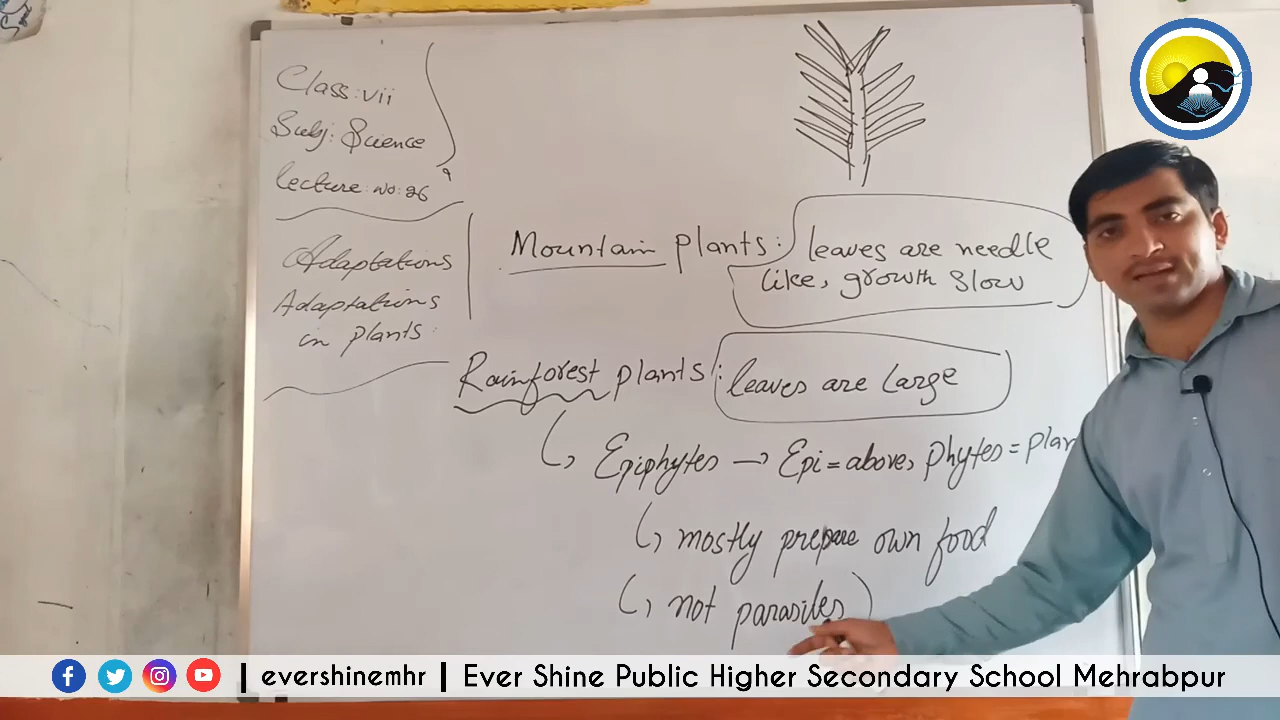 Class: vii
Subj: Science
Lecture: No: 26
Adaptations
Adaptations
in plants:
Mountain plants: leaves are needle
like, growth slow
Rainforest plants: leaves are large
Epiphytes → Epi = above, Phytes = plan
mostly prepare own food
not parasites
| evershinemhr | Ever Shine Public Higher Secondary School Mehrabpur